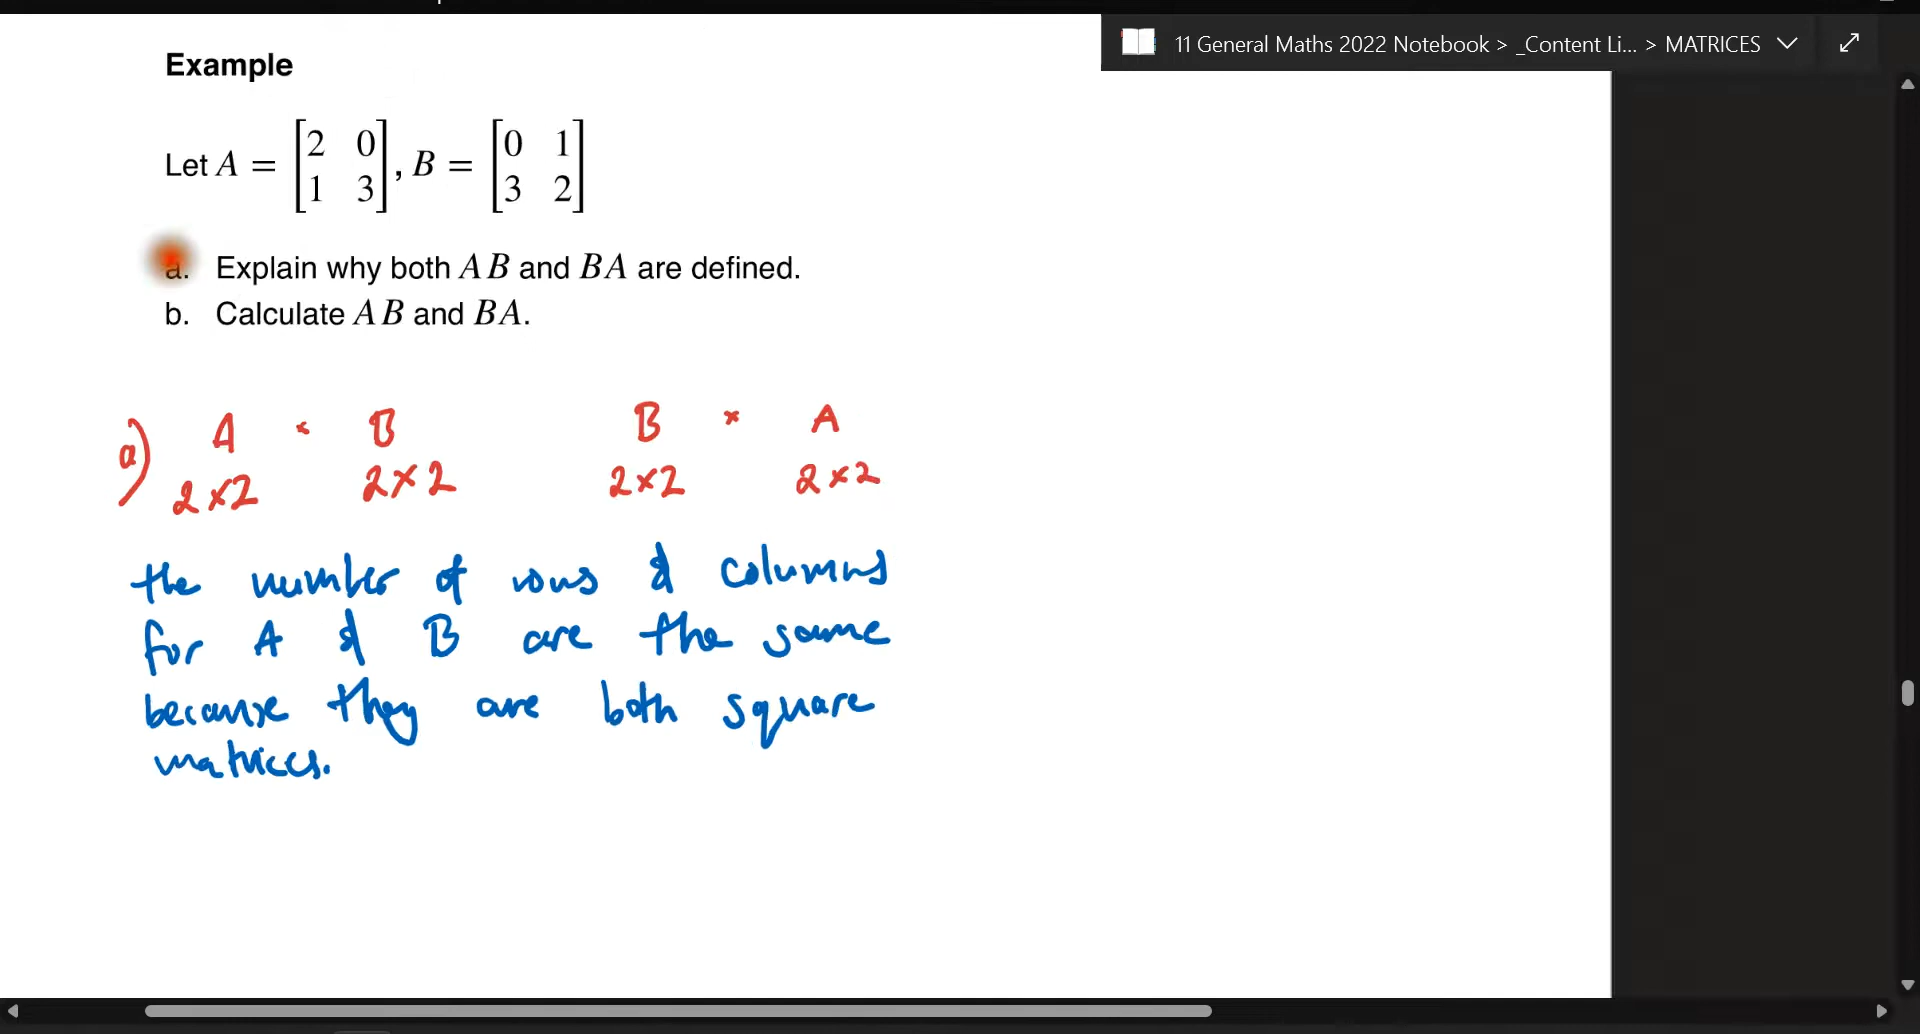 11 General Maths 2022 Notebook > _Content Li... > MATRICES
Example
Let A = [2 0
1 3], B = [0 1
3 2]
a. Explain why both AB and BA are defined.
b. Calculate AB and BA.
a) A × B B × A
2×2 2×2 2×2 2×2
the number of rows & columns
for A & B are the same
because they are both square
matrices.